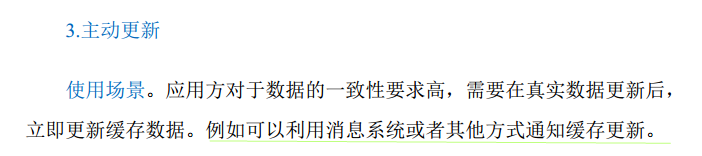 3.主动更新
使用场景。应用方对于数据的一致性要求高，需要在真实数据更新后，
立即更新缓存数据。例如可以利用消息系统或者其他方式通知缓存更新。